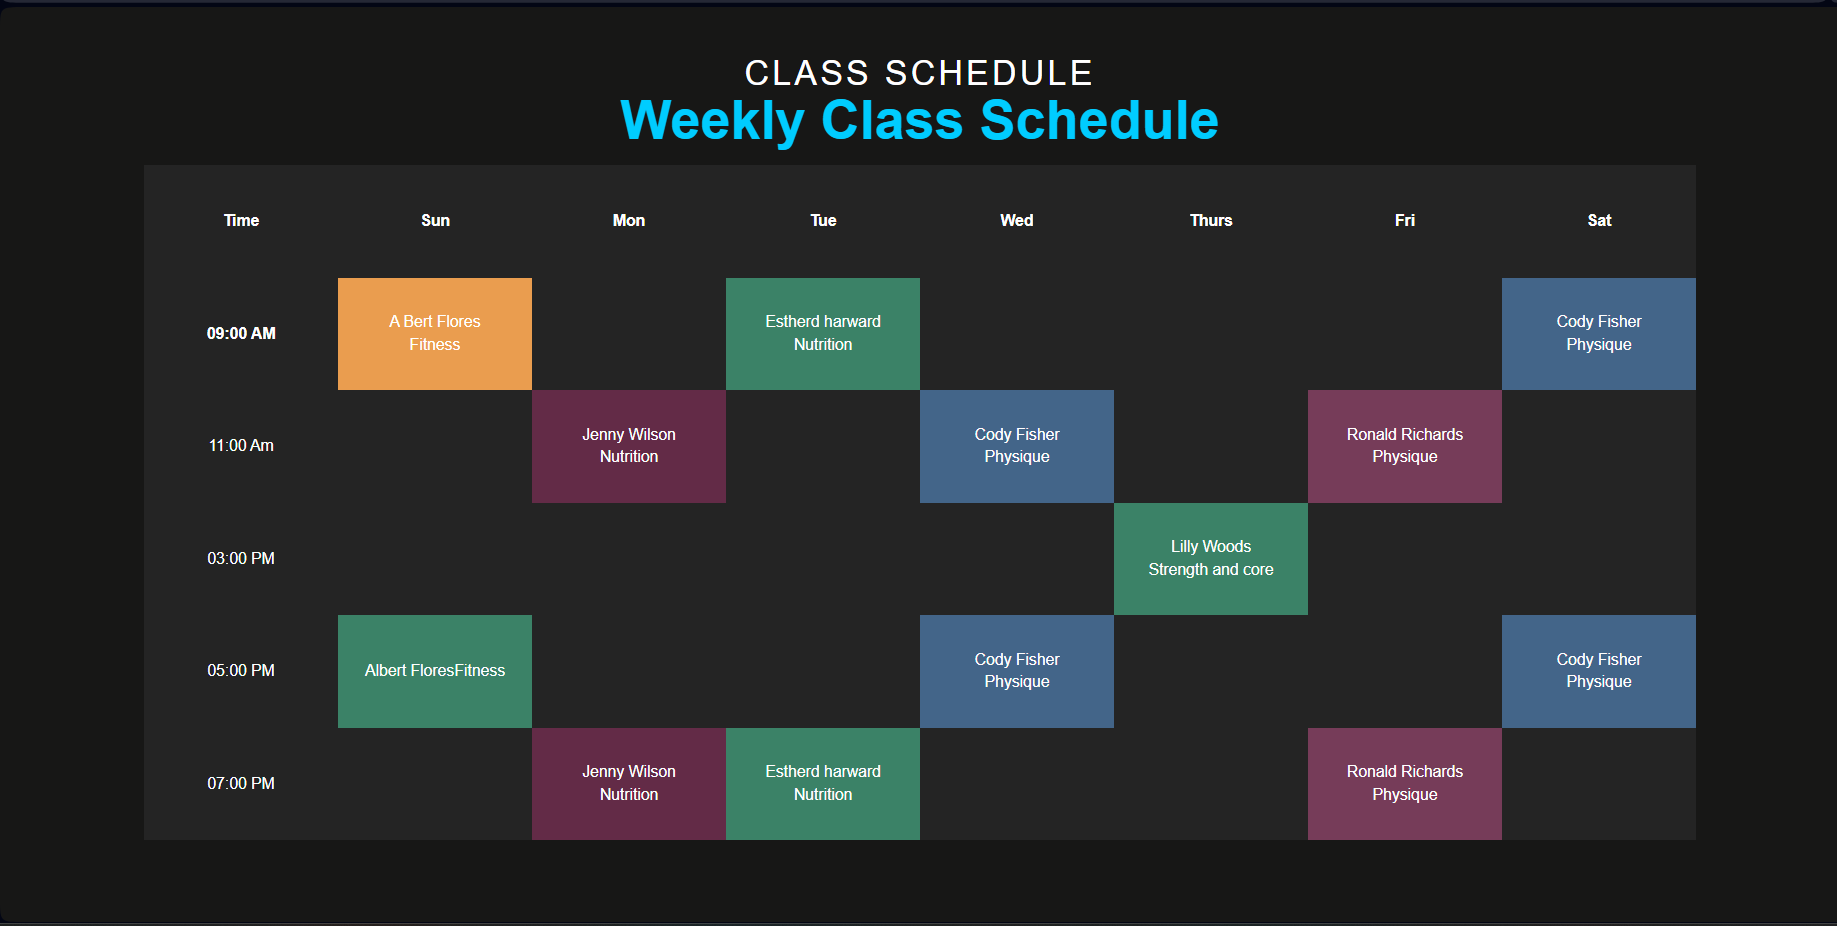 CLASS SCHEDULE
Weekly Class Schedule
Time Sun Mon Tue Wed Thurs Fri Sat
09:00 AM
A Bert Flores
Fitness
Estherd harward
Nutrition
Cody Fisher
Physique
11:00 Am
Jenny Wilson
Nutrition
Cody Fisher
Physique
Ronald Richards
Physique
03:00 PM
Lilly Woods
Strength and core
05:00 PM
Albert FloresFitness
Cody Fisher
Physique
Cody Fisher
Physique
07:00 PM
Jenny Wilson
Nutrition
Estherd harward
Nutrition
Ronald Richards
Physique